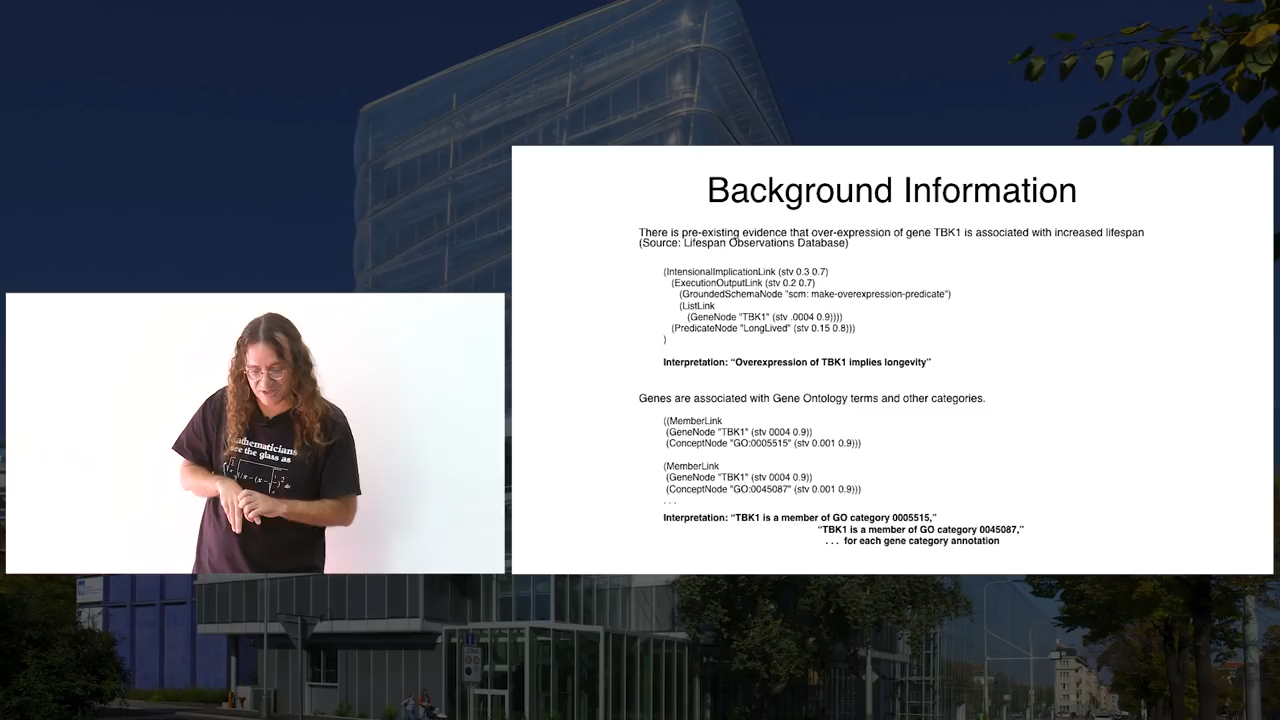 Background Information
There is pre-existing evidence that over-expression of gene TBK1 is associated with increased lifespan
(Source: Lifespan Observations Database)
(IntensionalImplicationLink (stv 0.3 0.7)
(ExecutionOutputLink (stv 0.2 0.7)
(GroundedSchemaNode "scm: make-overexpression-predicate")
(ListLink
(GeneNode "TBK1" (stv .0004 0.9))))
(PredicateNode "LongLived" (stv 0.15 0.8)))
)
Interpretation: “Overexpression of TBK1 implies longevity”
Genes are associated with Gene Ontology terms and other categories.
((MemberLink
(GeneNode "TBK1" (stv 0004 0.9))
(ConceptNode "GO:0005515" (stv 0.001 0.9)))
(MemberLink
(GeneNode "TBK1" (stv 0004 0.9))
(ConceptNode "GO:0045087" (stv 0.001 0.9)))
. . .
Interpretation: “TBK1 is a member of GO category 0005515,”
“TBK1 is a member of GO category 0045087,”
. . . for each gene category annotation
see the glass as